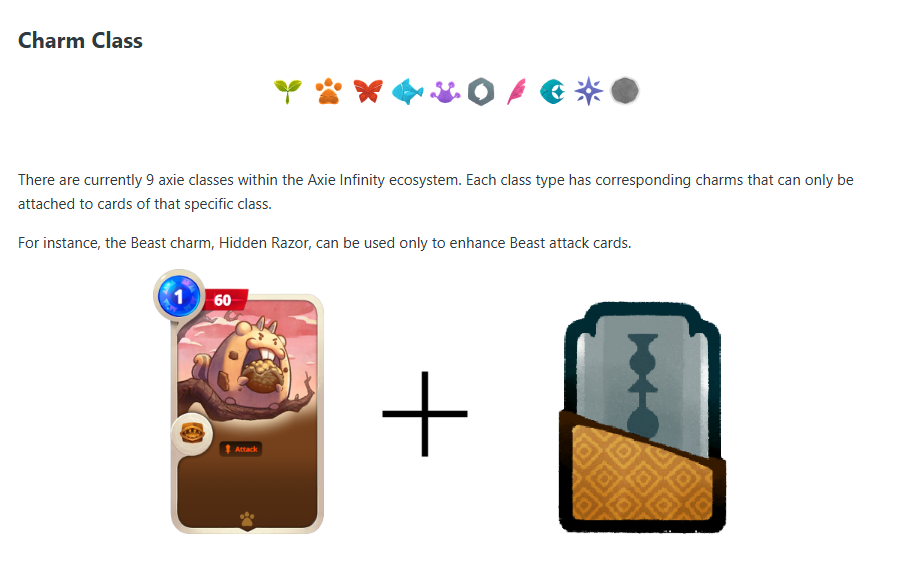 Charm Class
There are currently 9 axie classes within the Axie Infinity ecosystem. Each class type has corresponding charms that can only be
attached to cards of that specific class.
For instance, the Beast charm, Hidden Razor, can be used only to enhance Beast attack cards.
1
60
Attack